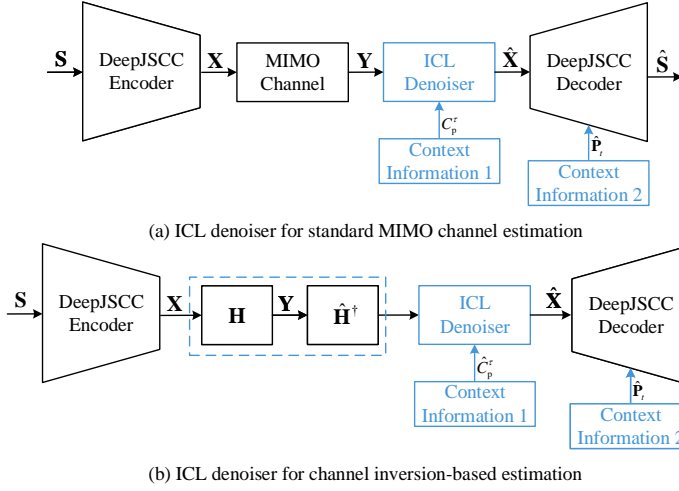 S
DeepJSCC
Encoder
X
MIMO
Channel
Y
ICL
Denoiser
X̂
DeepJSCC
Decoder
Ŝ
C_p^τ
P̂_t
Context
Information 1
Context
Information 2
(a) ICL denoiser for standard MIMO channel estimation
S
DeepJSCC
Encoder
X
H
Y
Ĥ†
ICL
Denoiser
X̂
DeepJSCC
Decoder
Ĉ_p^τ
P̂_t
Context
Information 1
Context
Information 2
(b) ICL denoiser for channel inversion-based estimation